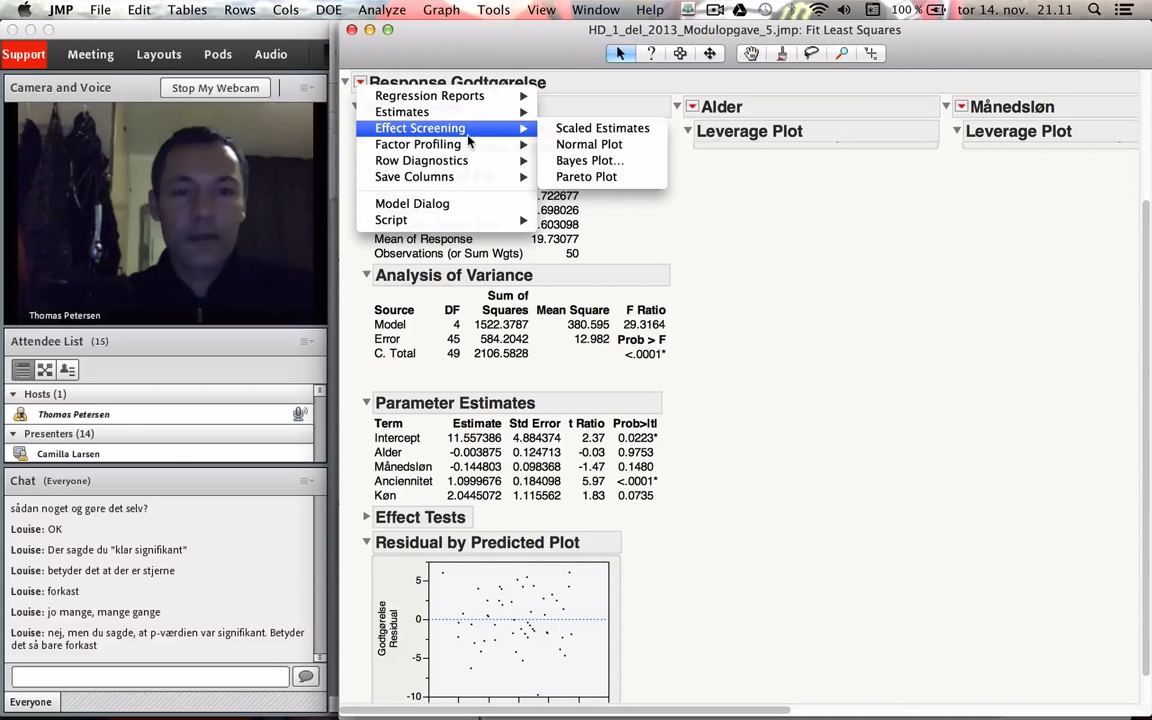 JMP File Edit Tables Rows Cols DOE Analyze Graph Tools View Window Help 100% tor 14. nov. 21.11
Support Meeting Layouts Pods Audio
Camera and Voice Stop My Webcam
Thomas Petersen
Attendee List (15)
Hosts (1)
Thomas Petersen
Presenters (14)
Camilla Larsen
Chat (Everyone)
sådan noget og gøre det selv?
Louise: OK
Louise: Der sagde du "klar signifikant"
Louise: betyder det at der er stjerne
Louise: forkast
Louise: jo mange, mange gange
Louise: nej, men du sagde, at p-værdien var signifikant. Betyder
det så bare forkast
Everyone
HD_1_del_2013_Modulopgave_5.jmp: Fit Least Squares
Response Godtgørelse
Regression Reports
Estimates
Effect Screening
Factor Profiling
Row Diagnostics
Save Columns
Model Dialog
Script
Scaled Estimates
Normal Plot
Bayes Plot...
Pareto Plot
Alder
Leverage Plot
Månedsløn
Leverage Plot
.722677
.698026
.603098
Mean of Response 19.73077
Observations (or Sum Wgts) 50
Analysis of Variance
Sum of
Source DF Squares Mean Square F Ratio
Model 4 1522.3787 380.595 29.3164
Error 45 584.2042 12.982 Prob > F
C. Total 49 2106.5828 <.0001*
Parameter Estimates
Term Estimate Std Error t Ratio Prob>|t|
Intercept 11.557386 4.884374 2.37 0.0223*
Alder -0.003875 0.124713 -0.03 0.9753
Månedsløn -0.144803 0.098368 -1.47 0.1480
Anciennitet 1.0999676 0.184098 5.97 <.0001*
Køn 2.0445072 1.115562 1.83 0.0735
Effect Tests
Residual by Predicted Plot
Godtgørelse
Residual
5
0
-5
-10